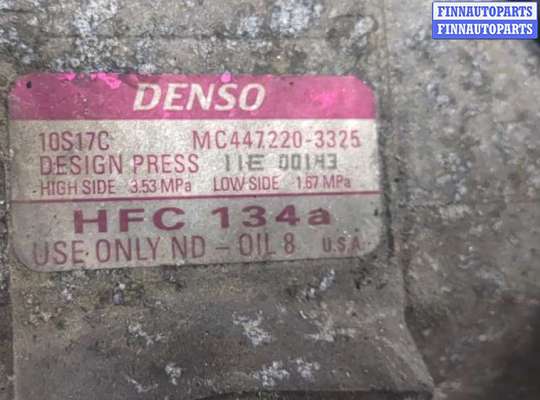 FINNAUTOPARTS
FINNAUTOPARTS
DENSO
10S17C MC447220-3325
DESIGN PRESS 11E 00143
HIGH SIDE 3.53 MPa LOW SIDE 1.67 MPa
HFC 134a
USE ONLY ND-OIL 8 U.S.A.